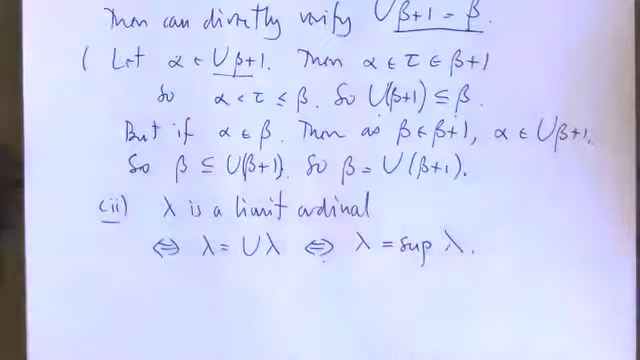 Then can directly verify ∪β+1 = β.
( Let α ∈ ∪β+1. Then α ∈ τ ∈ β+1
So α < τ ≤ β. So ∪(β+1) ⊆ β.
But if α ∈ β. Then as β ∈ β+1, α ∈ ∪β+1.
So β ⊆ ∪(β+1). So β = ∪(β+1).
(ii) λ is a limit ordinal
⇔ λ = ∪λ ⇔ λ = sup λ.